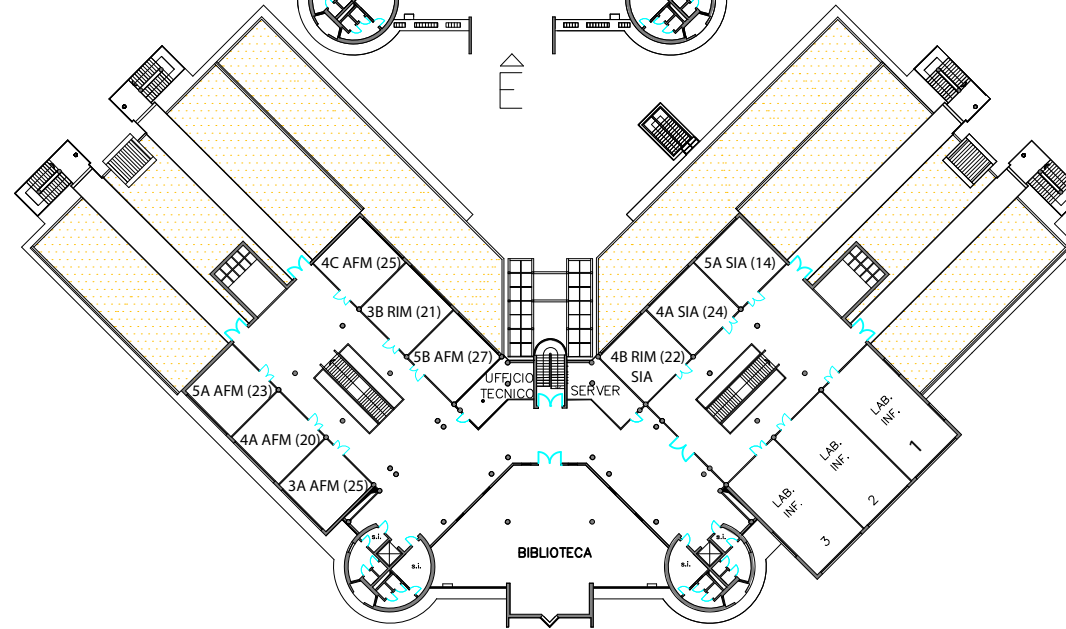 E
4C AFM (25)
5A SIA (14)
3B RIM (21)
4A SIA (24)
5B AFM (27)
4B RIM (22)
SIA
UFFICIO
TECNICO
SERVER
5A AFM (23)
4A AFM (20)
3A AFM (25)
LAB.
INF.
1
LAB.
INF.
2
LAB.
INF.
3
s.i.
s.i.
BIBLIOTECA
s.i.
s.i.